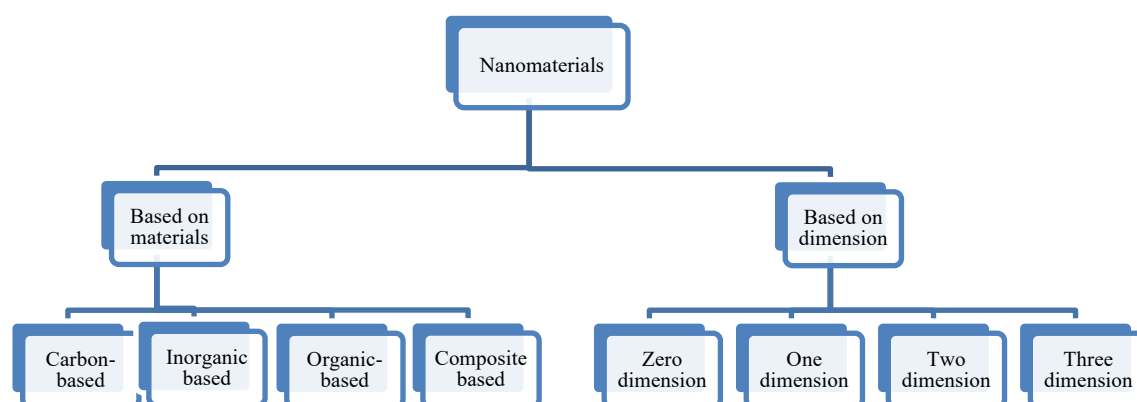 Nanomaterials
Based on
materials
Based on
dimension
Carbon-
based
Inorganic
based
Organic-
based
Composite
based
Zero
dimension
One
dimension
Two
dimension
Three
dimension